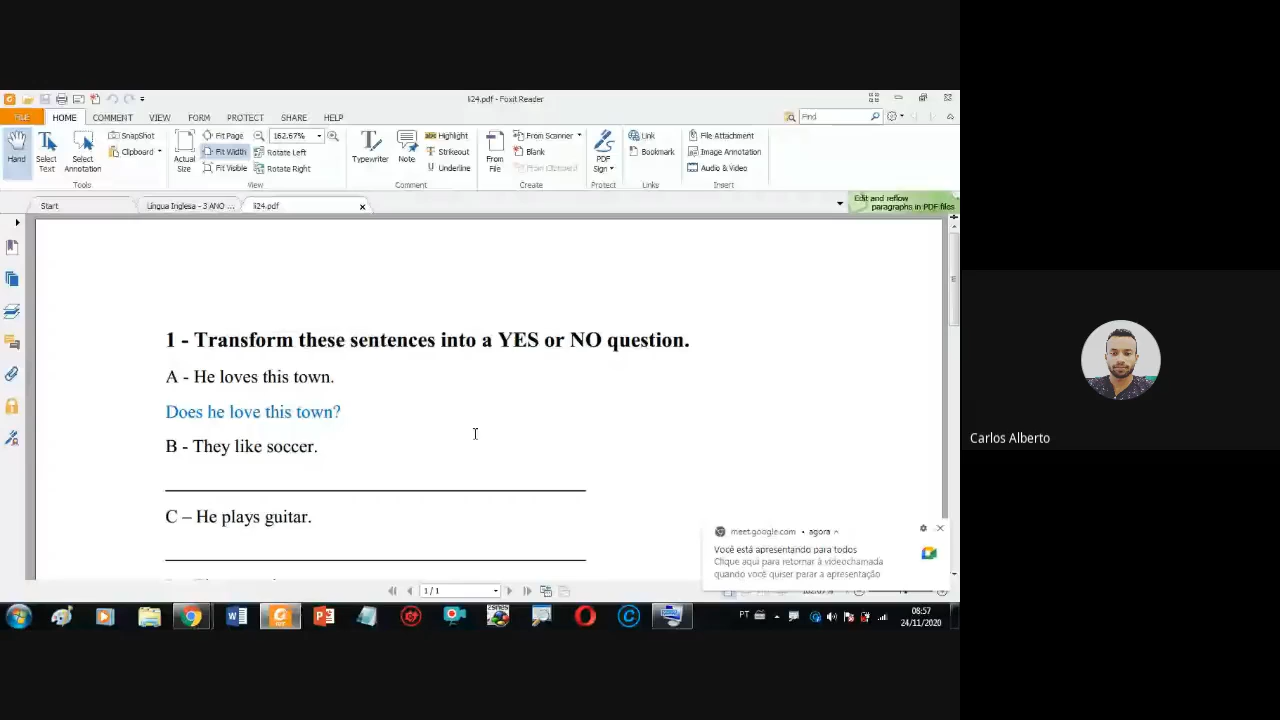 li24.pdf - Foxit Reader
FILE HOME COMMENT VIEW FORM PROTECT SHARE HELP
Find
Hand
Select Text
Select Annotation
SnapShot
Clipboard
Tools
Actual Size
Fit Page
Fit Width
Fit Visible
162.67%
Rotate Left
Rotate Right
View
Typewriter
Note
Highlight
Strikeout
Underline
Comment
From File
From Scanner
Blank
From Clipboard
Create
PDF Sign
Protect
Link
Bookmark
Links
File Attachment
Image Annotation
Audio & Video
Insert
Start
Lingua Inglesa - 3 ANO ...
li24.pdf
Edit and reflow
paragraphs in PDF files
1 - Transform these sentences into a YES or NO question.
A - He loves this town.
Does he love this town?
B - They like soccer.
C – He plays guitar.
meet.google.com • agora
Você está apresentando para todos
Clique aqui para retornar à videochamada
quando você quiser parar a apresentação
1 / 1
PT
08:57
24/11/2020
Carlos Alberto